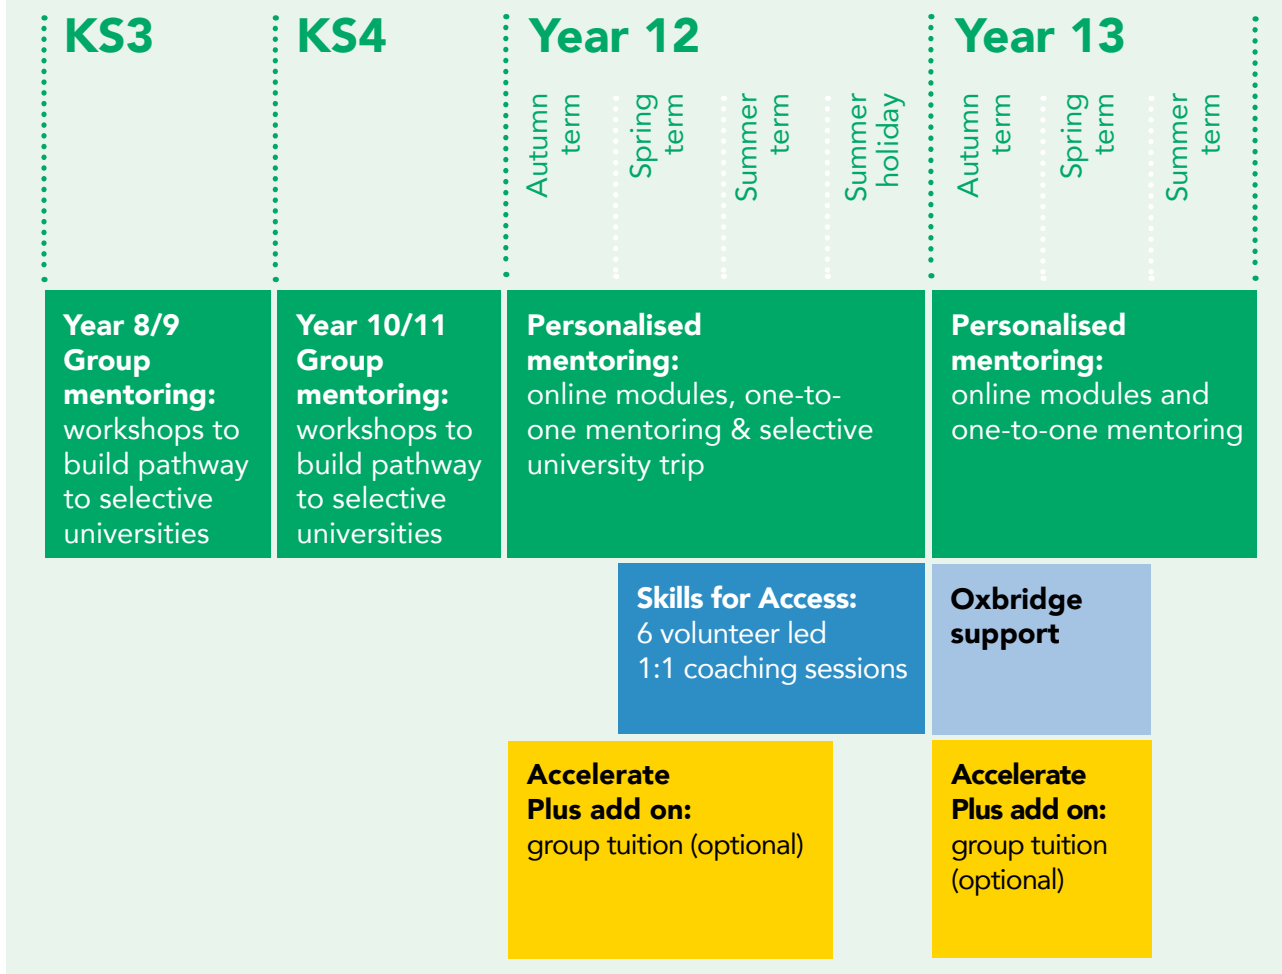 KS3
KS4
Year 12
Year 13
Autumn
term
Spring
term
Summer
term
Summer
holiday
Autumn
term
Spring
term
Summer
term
Year 8/9
Group
mentoring:
workshops to
build pathway
to selective
universities
Year 10/11
Group
mentoring:
workshops to
build pathway
to selective
universities
Personalised
mentoring:
online modules, one-to-
one mentoring & selective
university trip
Personalised
mentoring:
online modules and
one-to-one mentoring
Skills for Access:
6 volunteer led
1:1 coaching sessions
Oxbridge
support
Accelerate
Plus add on:
group tuition (optional)
Accelerate
Plus add on:
group tuition
(optional)